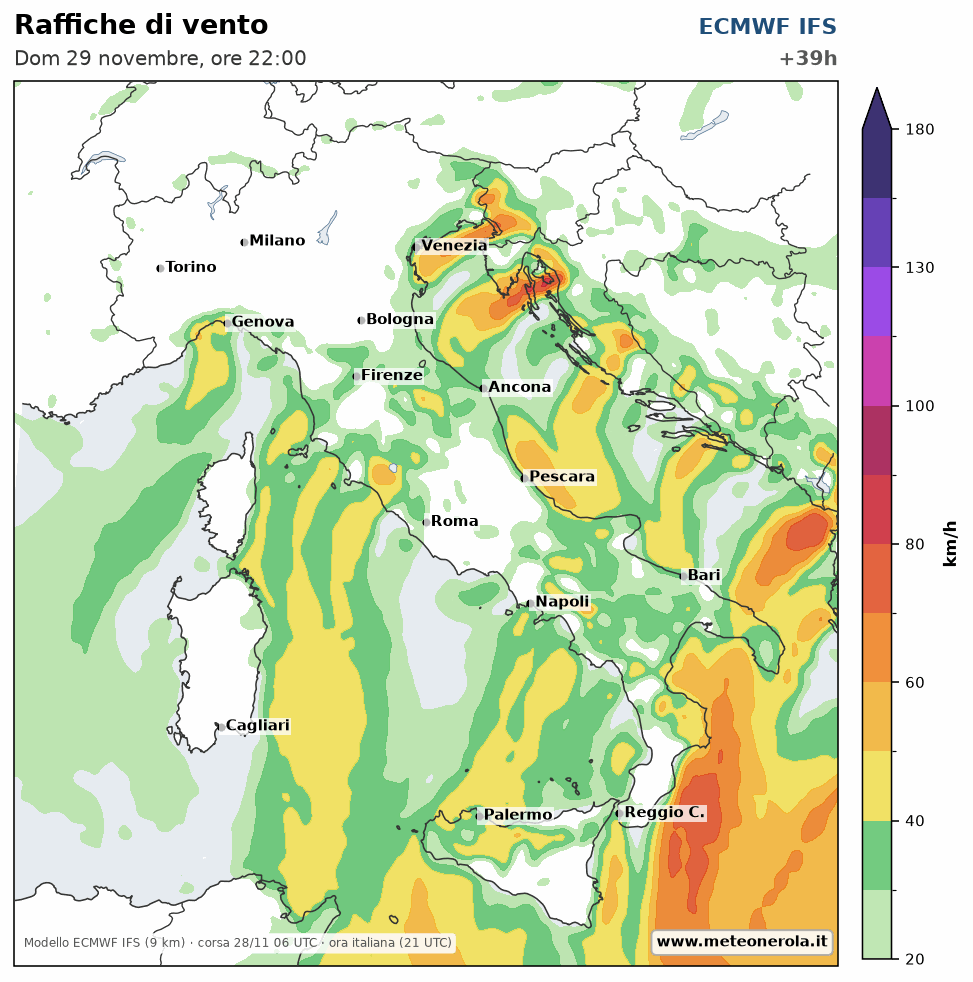 Raffiche di vento
ECMWF IFS
Dom 29 novembre, ore 22:00
+39h
Milano
Torino
Venezia
Genova
Bologna
Firenze
Ancona
Pescara
Roma
Bari
Napoli
Cagliari
Palermo
Reggio C.
180
130
100
80
60
40
20
km/h
Modello ECMWF IFS (9 km) · corsa 28/11 06 UTC · ora italiana (21 UTC)
www.meteonerola.it